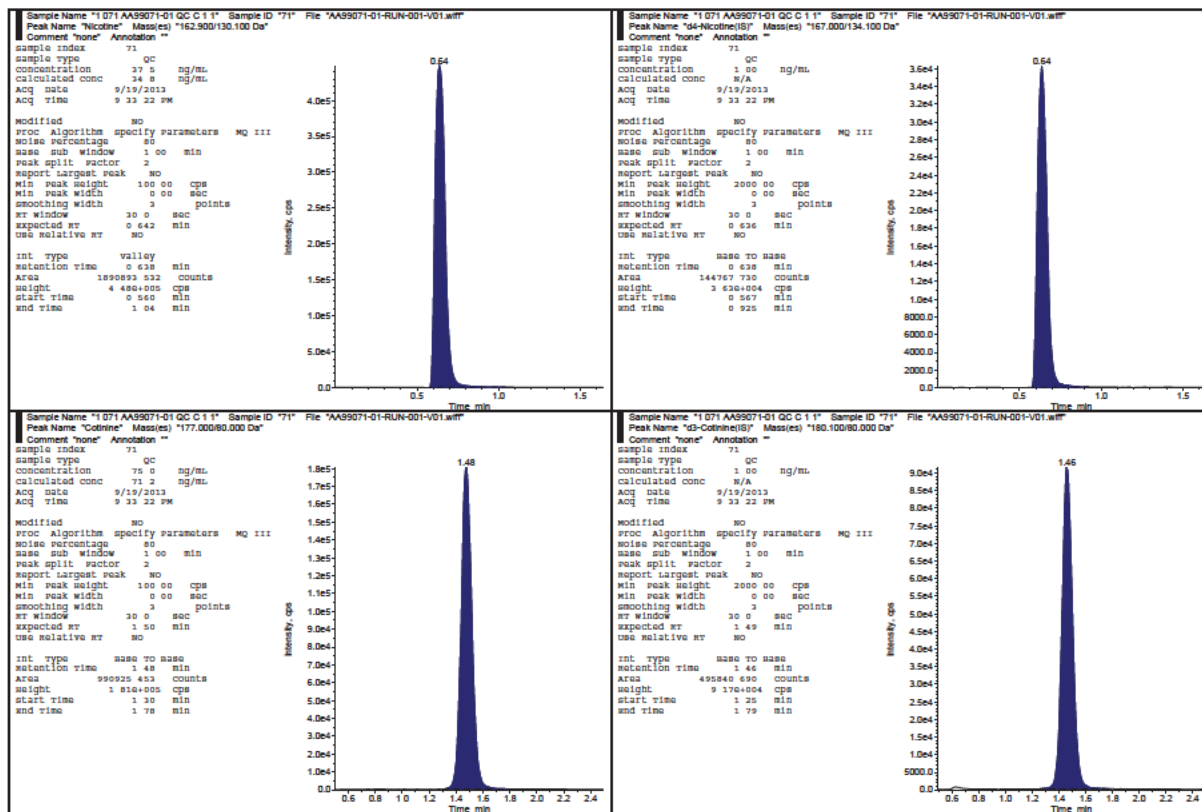 Sample Name "1 071 AA99071-01 QC C 1 1" Sample ID "71" File "AA99071-01-RUN-001-V01.wiff"
Peak Name "Nicotine" Mass(es) "162.900/130.100 Da"
Comment "none" Annotation ""
Sample Index 71
Sample Type QC
Concentration 37 5 ng/mL
Calculated Conc 34 8 ng/mL
Acq Date 9/19/2013
Acq Time 9 33 22 PM
Modified NO
Proc Algorithm Specify Parameters MQ III
Noise Percentage 80
Base Sub Window 1 00 min
Peak Split Factor 2
Report Largest Peak NO
Min Peak Height 100 00 cps
Min Peak Width 0 00 sec
Smoothing Width 3 points
RT Window 30 0 sec
Expected RT 0 642 min
Use Relative RT NO
Int Type Valley
Retention Time 0 638 min
Area 1890893 532 counts
Height 4 48e+005 cps
Start Time 0 560 min
End Time 1 04 min
0.64
4.0e5
3.5e5
3.0e5
2.5e5
2.0e5
1.5e5
1.0e5
5.0e4
0.0
Intensity, cps
0.5 1.0 1.5
Time min
Sample Name "1 071 AA99071-01 QC C 1 1" Sample ID "71" File "AA99071-01-RUN-001-V01.wiff"
Peak Name "d4-Nicotine(IS)" Mass(es) "167.000/134.100 Da"
Comment "none" Annotation ""
Sample Index 71
Sample Type QC
Concentration 1 00 ng/mL
Calculated Conc N/A
Acq Date 9/19/2013
Acq Time 9 33 22 PM
Modified NO
Proc Algorithm Specify Parameters MQ III
Noise Percentage 80
Base Sub Window 1 00 min
Peak Split Factor 2
Report Largest Peak NO
Min Peak Height 2000 00 cps
Min Peak Width 0 00 sec
Smoothing Width 3 points
RT Window 30 0 sec
Expected RT 0 636 min
Use Relative RT NO
Int Type Base To Base
Retention Time 0 638 min
Area 144767 730 counts
Height 3 63e+004 cps
Start Time 0 567 min
End Time 0 925 min
0.64
3.6e4
3.4e4
3.2e4
3.0e4
2.8e4
2.6e4
2.4e4
2.2e4
2.0e4
1.8e4
1.6e4
1.4e4
1.2e4
1.0e4
8000.0
6000.0
4000.0
2000.0
0.0
Intensity, cps
0.5 1.0 1.5
Time min
Sample Name "1 071 AA99071-01 QC C 1 1" Sample ID "71" File "AA99071-01-RUN-001-V01.wiff"
Peak Name "Cotinine" Mass(es) "177.000/80.000 Da"
Comment "none" Annotation ""
Sample Index 71
Sample Type QC
Concentration 75 0 ng/mL
Calculated Conc 71 2 ng/mL
Acq Date 9/19/2013
Acq Time 9 33 22 PM
Modified NO
Proc Algorithm Specify Parameters MQ III
Noise Percentage 80
Base Sub Window 1 00 min
Peak Split Factor 2
Report Largest Peak NO
Min Peak Height 100 00 cps
Min Peak Width 0 00 sec
Smoothing Width 3 points
RT Window 30 0 sec
Expected RT 1 50 min
Use Relative RT NO
Int Type Base To Base
Retention Time 1 48 min
Area 990925 453 counts
Height 1 81e+005 cps
Start Time 1 30 min
End Time 1 78 min
1.48
1.8e5
1.7e5
1.6e5
1.5e5
1.4e5
1.3e5
1.2e5
1.1e5
1.0e5
9.0e4
8.0e4
7.0e4
6.0e4
5.0e4
4.0e4
3.0e4
2.0e4
1.0e4
0.0
Intensity, cps
0.6 0.8 1.0 1.2 1.4 1.6 1.8 2.0 2.2 2.4
Time min
Sample Name "1 071 AA99071-01 QC C 1 1" Sample ID "71" File "AA99071-01-RUN-001-V01.wiff"
Peak Name "d3-Cotinine(IS)" Mass(es) "180.100/80.000 Da"
Comment "none" Annotation ""
Sample Index 71
Sample Type QC
Concentration 1 00 ng/mL
Calculated Conc N/A
Acq Date 9/19/2013
Acq Time 9 33 22 PM
Modified NO
Proc Algorithm Specify Parameters MQ III
Noise Percentage 80
Base Sub Window 1 00 min
Peak Split Factor 2
Report Largest Peak NO
Min Peak Height 2000 00 cps
Min Peak Width 0 00 sec
Smoothing Width 3 points
RT Window 30 0 sec
Expected RT 1 49 min
Use Relative RT NO
Int Type Base To Base
Retention Time 1 46 min
Area 495840 690 counts
Height 9 17e+004 cps
Start Time 1 25 min
End Time 1 79 min
1.46
9.0e4
8.5e4
8.0e4
7.5e4
7.0e4
6.5e4
6.0e4
5.5e4
5.0e4
4.5e4
4.0e4
3.5e4
3.0e4
2.5e4
2.0e4
1.5e4
1.0e4
5000.0
0.0
Intensity, cps
0.6 0.8 1.0 1.2 1.4 1.6 1.8 2.0 2.2 2.4
Time min